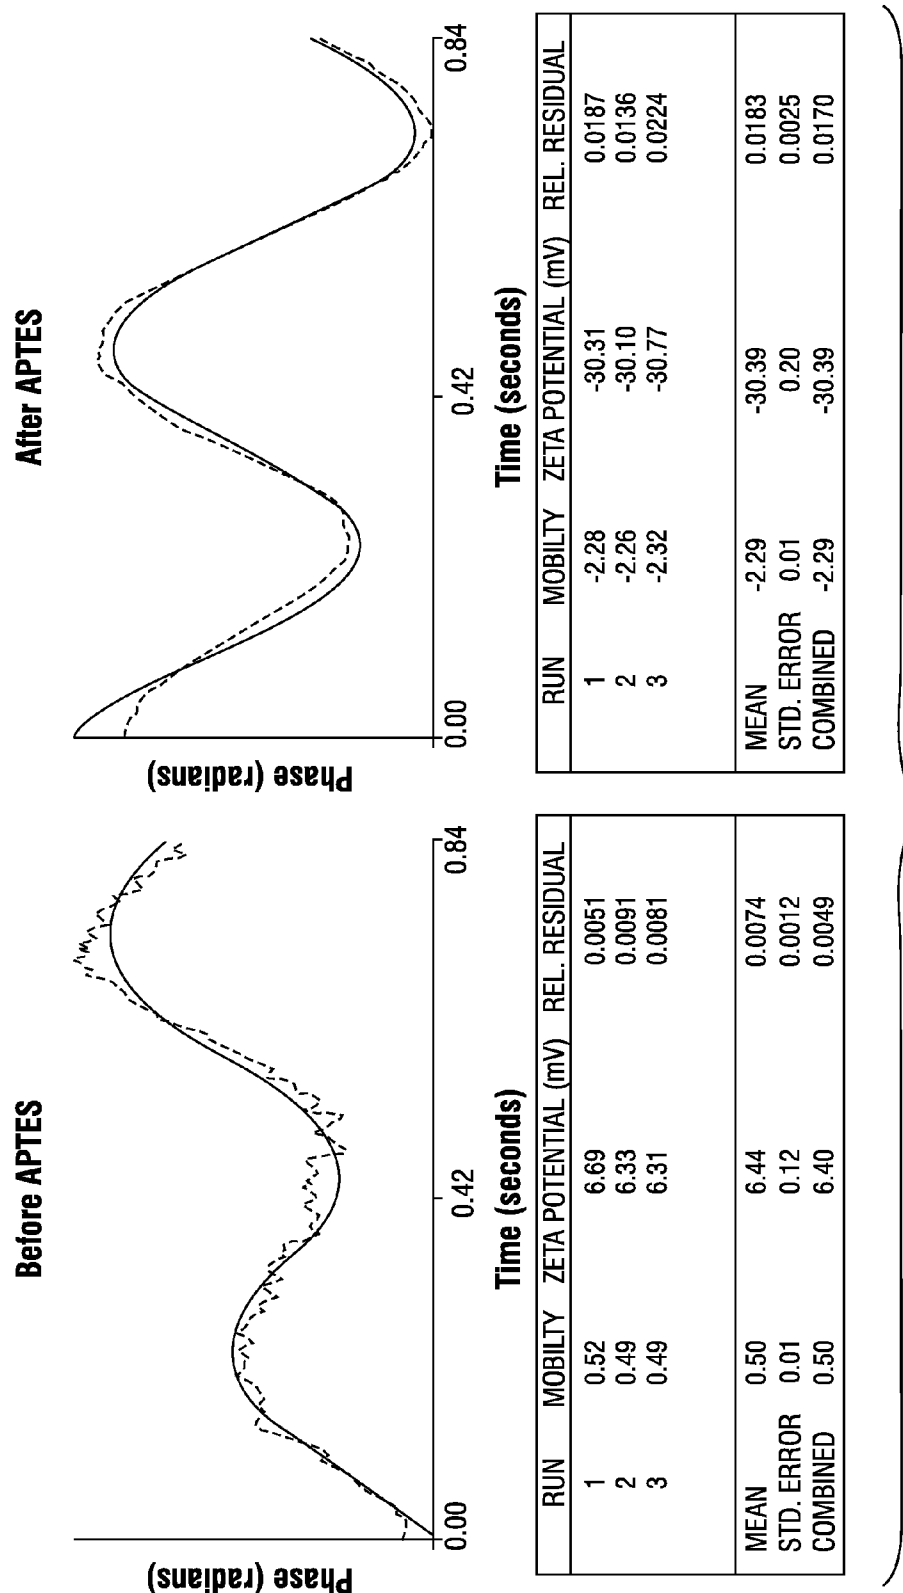 Before APTES
Phase (radians)
0.00 0.42 0.84
Time (seconds)
RUN MOBILTY ZETA POTENTIAL (mV) REL. RESIDUAL
1 0.52 6.69 0.0051
2 0.49 6.33 0.0091
3 0.49 6.31 0.0081
MEAN 0.50 6.44 0.0074
STD. ERROR 0.01 0.12 0.0012
COMBINED 0.50 6.40 0.0049
After APTES
Phase (radians)
0.00 0.42 0.84
Time (seconds)
RUN MOBILTY ZETA POTENTIAL (mV) REL. RESIDUAL
1 -2.28 -30.31 0.0187
2 -2.26 -30.10 0.0136
3 -2.32 -30.77 0.0224
MEAN -2.29 -30.39 0.0183
STD. ERROR 0.01 0.20 0.0025
COMBINED -2.29 -30.39 0.0170